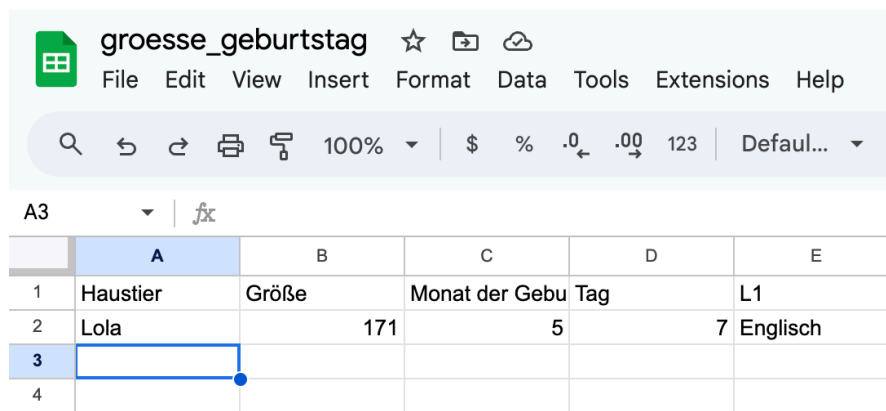 groesse_geburtstag
File Edit View Insert Format Data Tools Extensions Help
100% $ % .0 .00 123 Defaul...
A3 fx
A B C D E
1 Haustier Größe Monat der Gebu Tag L1
2 Lola 171 5 7 Englisch
3
4